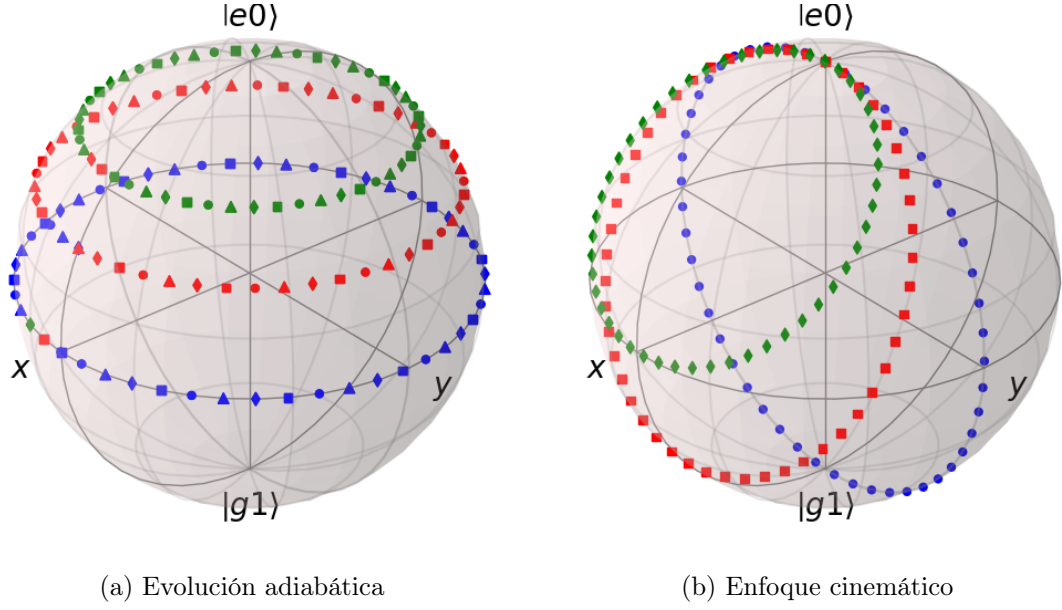 |e0⟩
|e0⟩
x
y
x
y
|g1⟩
|g1⟩
(a) Evolución adiabática
(b) Enfoque cinemático